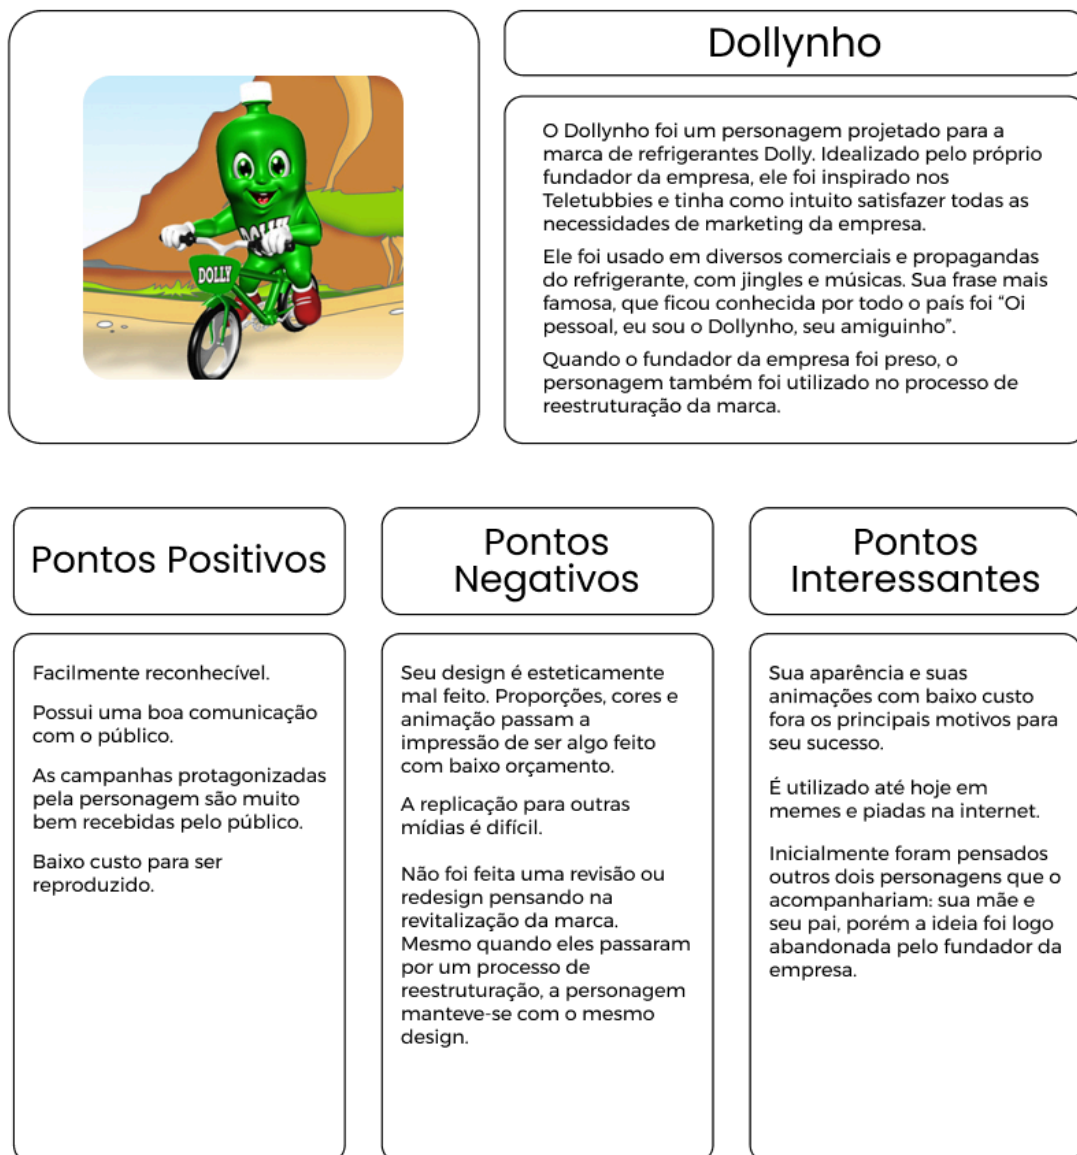 Dollynho
DOLLY
O Dollynho foi um personagem projetado para a
marca de refrigerantes Dolly. Idealizado pelo próprio
fundador da empresa, ele foi inspirado nos
Teletubbies e tinha como intuito satisfazer todas as
necessidades de marketing da empresa.
Ele foi usado em diversos comerciais e propagandas
do refrigerante, com jingles e músicas. Sua frase mais
famosa, que ficou conhecida por todo o país foi “Oi
pessoal, eu sou o Dollynho, seu amiguinho”.
Quando o fundador da empresa foi preso, o
personagem também foi utilizado no processo de
reestruturação da marca.
Pontos Positivos
Facilmente reconhecível.
Possui uma boa comunicação
com o público.
As campanhas protagonizadas
pela personagem são muito
bem recebidas pelo público.
Baixo custo para ser
reproduzido.
Pontos
Negativos
Seu design é esteticamente
mal feito. Proporções, cores e
animação passam a
impressão de ser algo feito
com baixo orçamento.
A replicação para outras
mídias é difícil.
Não foi feita uma revisão ou
redesign pensando na
revitalização da marca.
Mesmo quando eles passaram
por um processo de
reestruturação, a personagem
manteve-se com o mesmo
design.
Pontos
Interessantes
Sua aparência e suas
animações com baixo custo
fora os principais motivos para
seu sucesso.
É utilizado até hoje em
memes e piadas na internet.
Inicialmente foram pensados
outros dois personagens que o
acompanhariam: sua mãe e
seu pai, porém a ideia foi logo
abandonada pelo fundador da
empresa.